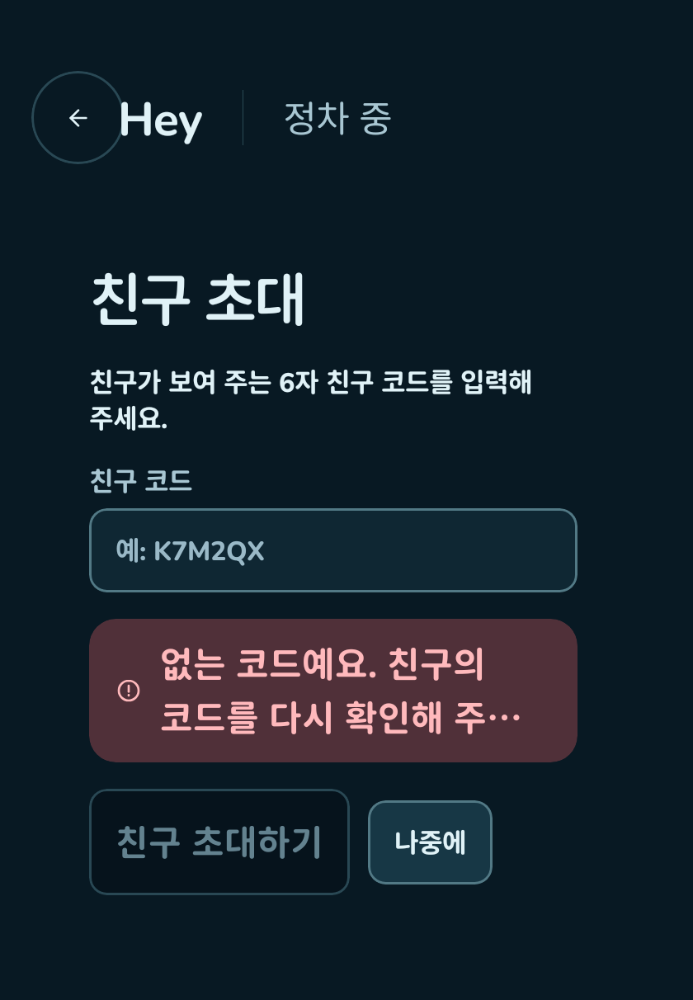 Hey 정차 중
친구 초대
친구가 보여 주는 6자 친구 코드를 입력해
주세요.
친구 코드
예: K7M2QX
없는 코드예요. 친구의
코드를 다시 확인해 주…
친구 초대하기 나중에